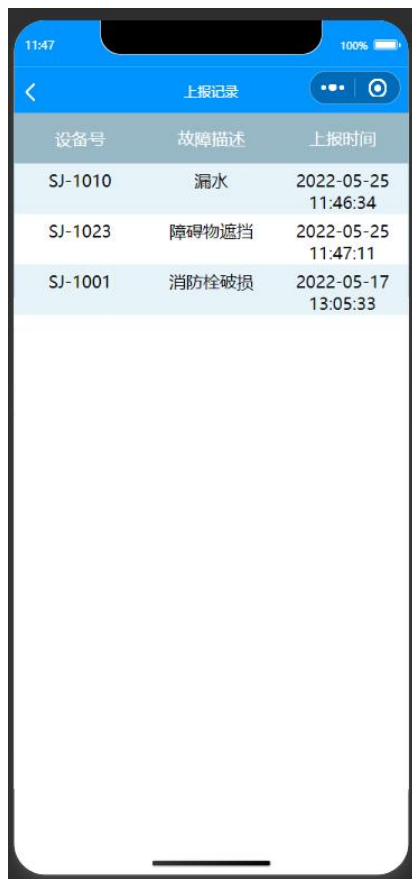 11:47 100%
上报记录
设备号 故障描述 上报时间
SJ-1010 漏水 2022-05-25
11:46:34
SJ-1023 障碍物遮挡 2022-05-25
11:47:11
SJ-1001 消防栓破损 2022-05-17
13:05:33